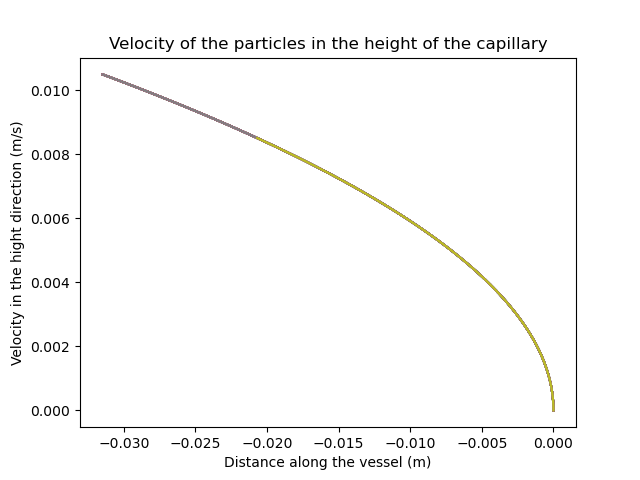 Velocity of the particles in the height of the capillary
0.010
0.008
0.006
0.004
0.002
0.000
Velocity in the hight direction (m/s)
−0.030 −0.025 −0.020 −0.015 −0.010 −0.005 0.000
Distance along the vessel (m)